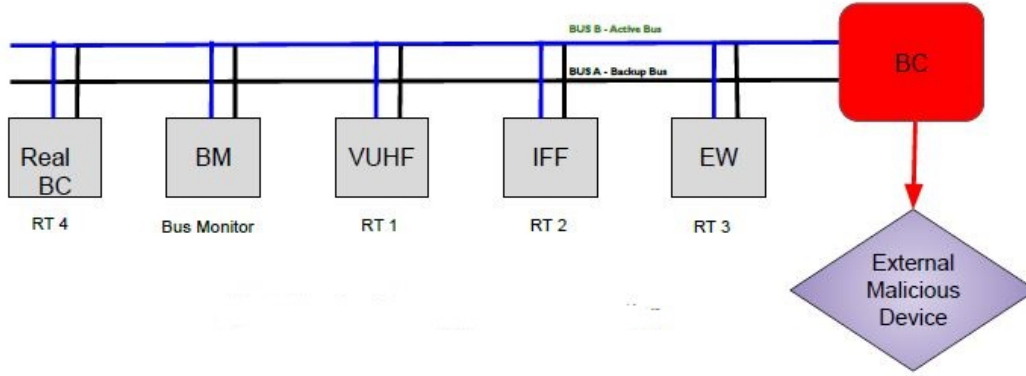 BUS B - Active Bus
BC
BUS A - Backup Bus
Real
BC
BM
VUHF
IFF
EW
RT 4
Bus Monitor
RT 1
RT 2
RT 3
External
Malicious
Device